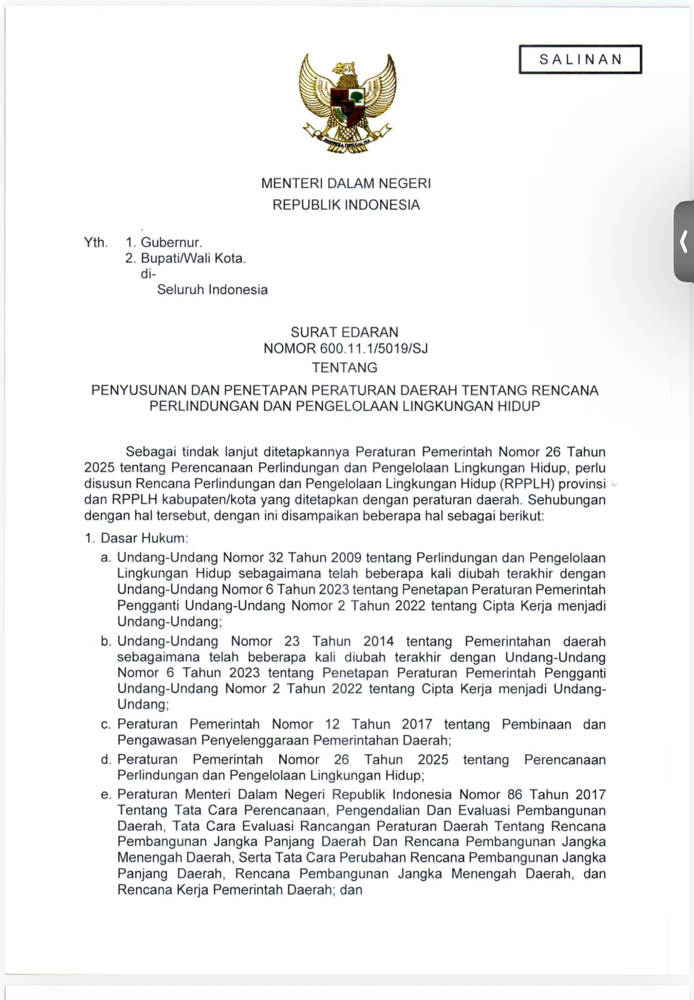 SALINAN
BHINNEKA TUNGGAL IKA
MENTERI DALAM NEGERI
REPUBLIK INDONESIA
Yth. 1. Gubernur.
2. Bupati/Wali Kota.
di-
Seluruh Indonesia
SURAT EDARAN
NOMOR 600.11.1/5019/SJ
TENTANG
PENYUSUNAN DAN PENETAPAN PERATURAN DAERAH TENTANG RENCANA
PERLINDUNGAN DAN PENGELOLAAN LINGKUNGAN HIDUP
Sebagai tindak lanjut ditetapkannya Peraturan Pemerintah Nomor 26 Tahun
2025 tentang Perencanaan Perlindungan dan Pengelolaan Lingkungan Hidup, perlu
disusun Rencana Perlindungan dan Pengelolaan Lingkungan Hidup (RPPLH) provinsi
dan RPPLH kabupaten/kota yang ditetapkan dengan peraturan daerah. Sehubungan
dengan hal tersebut, dengan ini disampaikan beberapa hal sebagai berikut:
1. Dasar Hukum:
a. Undang-Undang Nomor 32 Tahun 2009 tentang Perlindungan dan Pengelolaan
Lingkungan Hidup sebagaimana telah beberapa kali diubah terakhir dengan
Undang-Undang Nomor 6 Tahun 2023 tentang Penetapan Peraturan Pemerintah
Pengganti Undang-Undang Nomor 2 Tahun 2022 tentang Cipta Kerja menjadi
Undang-Undang;
b. Undang-Undang Nomor 23 Tahun 2014 tentang Pemerintahan daerah
sebagaimana telah beberapa kali diubah terakhir dengan Undang-Undang
Nomor 6 Tahun 2023 tentang Penetapan Peraturan Pemerintah Pengganti
Undang-Undang Nomor 2 Tahun 2022 tentang Cipta Kerja menjadi Undang-
Undang;
c. Peraturan Pemerintah Nomor 12 Tahun 2017 tentang Pembinaan dan
Pengawasan Penyelenggaraan Pemerintahan Daerah;
d. Peraturan Pemerintah Nomor 26 Tahun 2025 tentang Perencanaan
Perlindungan dan Pengelolaan Lingkungan Hidup;
e. Peraturan Menteri Dalam Negeri Republik Indonesia Nomor 86 Tahun 2017
Tentang Tata Cara Perencanaan, Pengendalian Dan Evaluasi Pembangunan
Daerah, Tata Cara Evaluasi Rancangan Peraturan Daerah Tentang Rencana
Pembangunan Jangka Panjang Daerah Dan Rencana Pembangunan Jangka
Menengah Daerah, Serta Tata Cara Perubahan Rencana Pembangunan Jangka
Panjang Daerah, Rencana Pembangunan Jangka Menengah Daerah, dan
Rencana Kerja Pemerintah Daerah; dan